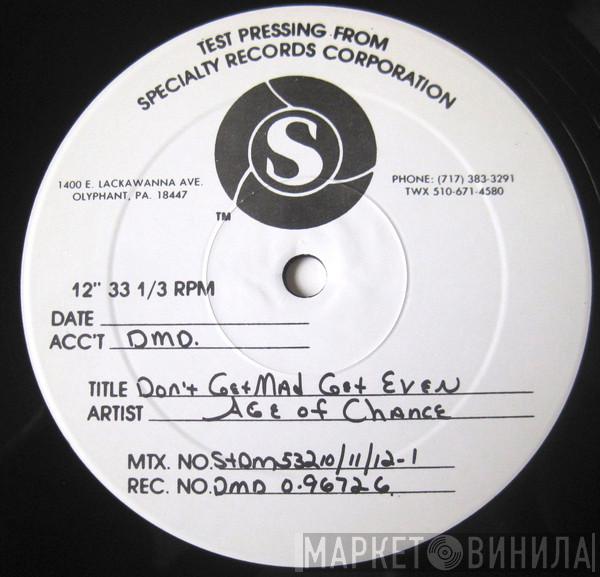 TEST PRESSING FROM
SPECIALTY RECORDS CORPORATION
S
1400 E. LACKAWANNA AVE.
OLYPHANT, PA. 18447
PHONE: (717) 383-3291
TWX 510-671-4580
TM
12" 33 1/3 RPM
DATE
ACC'T DMD.
TITLE Don't Get MAD Get EVEN
ARTIST AGE of CHANCE
MTX. NO. StDm53210/11/12-1
REC. NO. DMD 0.96726
МАРКЕТ ВИНИЛА